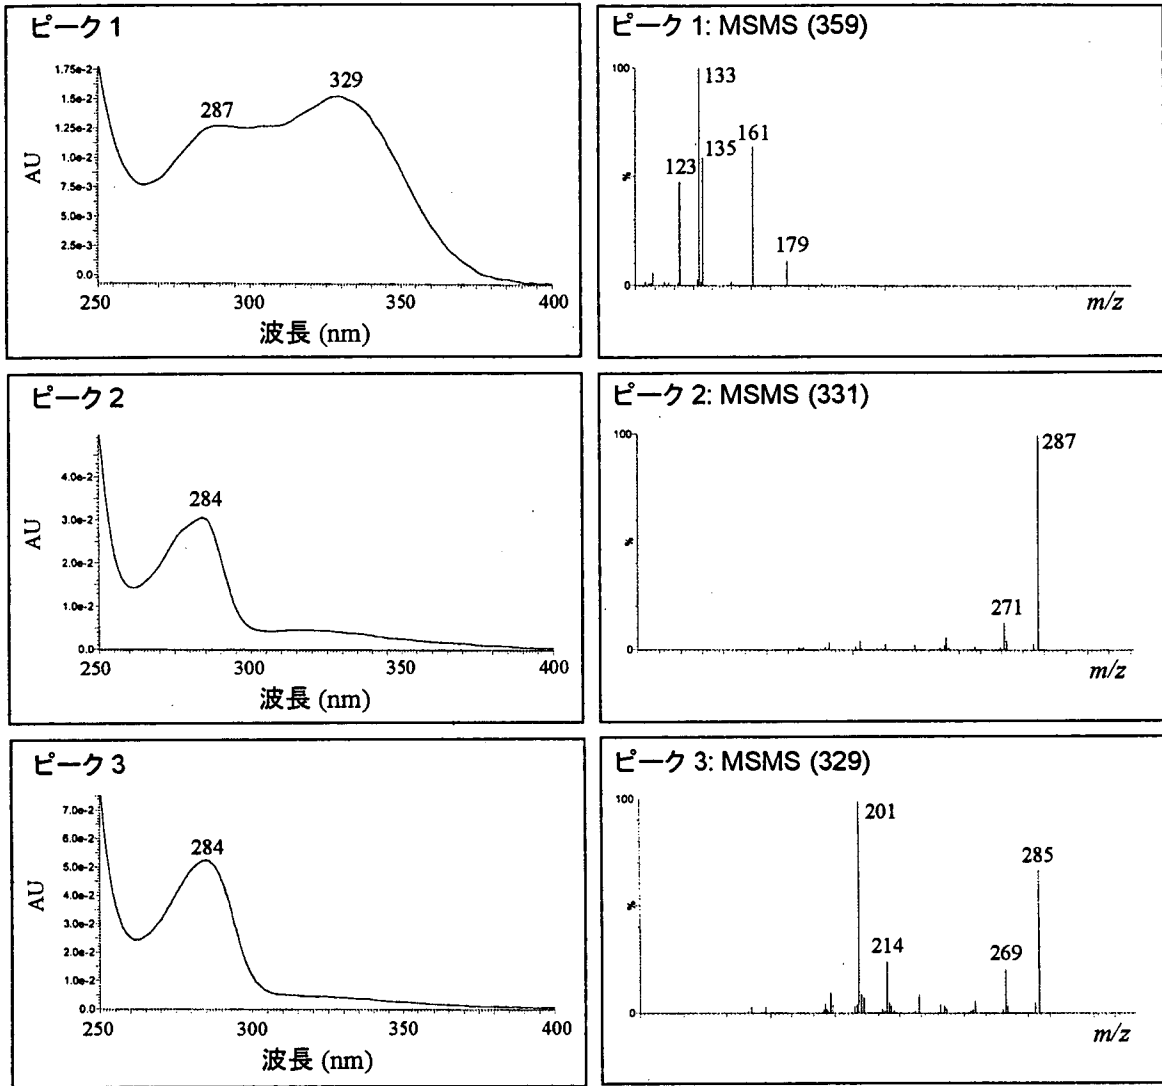 ピーク 1
1.75e-2
1.5e-2
1.25e-2
1.0e-2
7.5e-3
5.0e-3
2.5e-3
0.0
AU
287
329
250
300
350
400
波長 (nm)
ピーク 1: MSMS (359)
100
%
0
133
135
123
161
179
m/z
ピーク 2
4.0e-2
3.0e-2
2.0e-2
1.0e-2
0.0
AU
284
250
300
350
400
波長 (nm)
ピーク 2: MSMS (331)
100
%
0
287
271
m/z
ピーク 3
7.0e-2
6.0e-2
5.0e-2
4.0e-2
3.0e-2
2.0e-2
1.0e-2
0.0
AU
284
250
300
350
400
波長 (nm)
ピーク 3: MSMS (329)
100
%
0
201
285
214
269
m/z